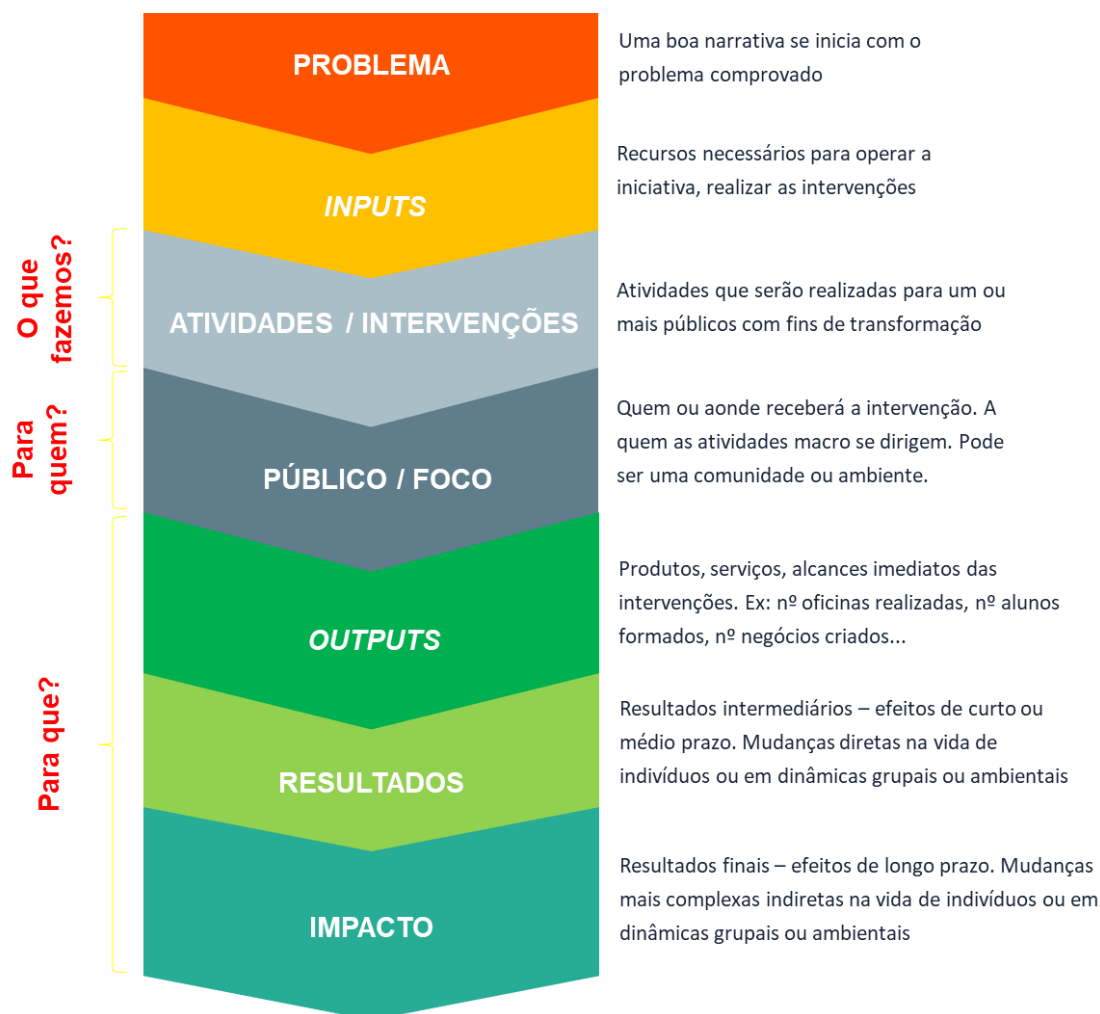 PROBLEMA
Uma boa narrativa se inicia com o
problema comprovado
INPUTS
Recursos necessários para operar a
iniciativa, realizar as intervenções
O que
fazemos?
ATIVIDADES / INTERVENÇÕES
Atividades que serão realizadas para um ou
mais públicos com fins de transformação
Para
quem?
PÚBLICO / FOCO
Quem ou aonde receberá a intervenção. A
quem as atividades macro se dirigem. Pode
ser uma comunidade ou ambiente.
Para que?
OUTPUTS
Produtos, serviços, alcances imediatos das
intervenções. Ex: nº oficinas realizadas, nº alunos
formados, nº negócios criados...
RESULTADOS
Resultados intermediários – efeitos de curto ou
médio prazo. Mudanças diretas na vida de
indivíduos ou em dinâmicas grupais ou ambientais
IMPACTO
Resultados finais – efeitos de longo prazo. Mudanças
mais complexas indiretas na vida de indivíduos ou em
dinâmicas grupais ou ambientais